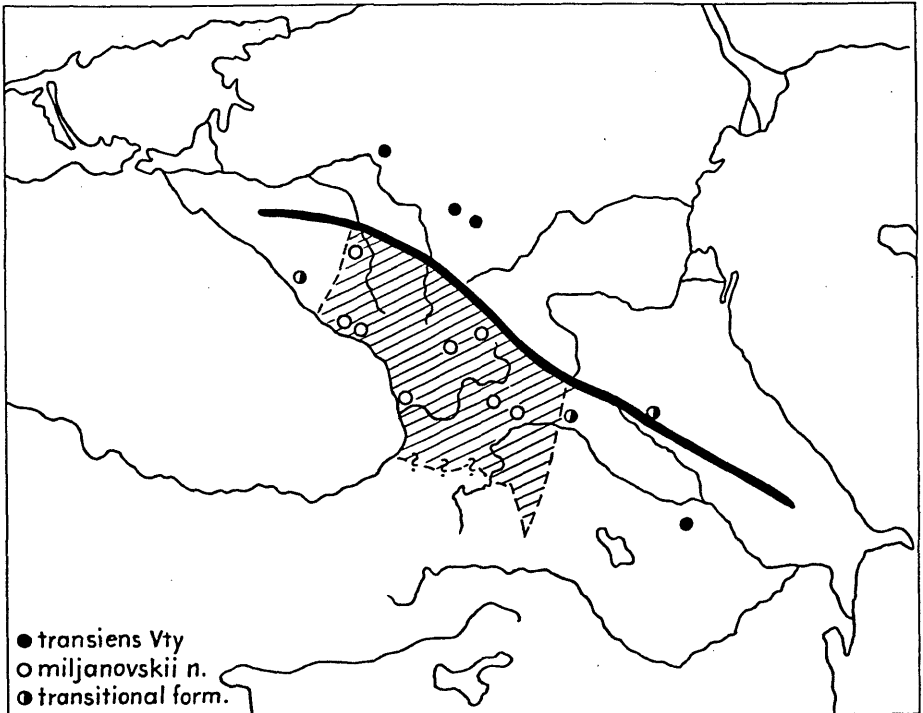 ? ? ?
transiens Vty
miljanovskii n.
transitional form.